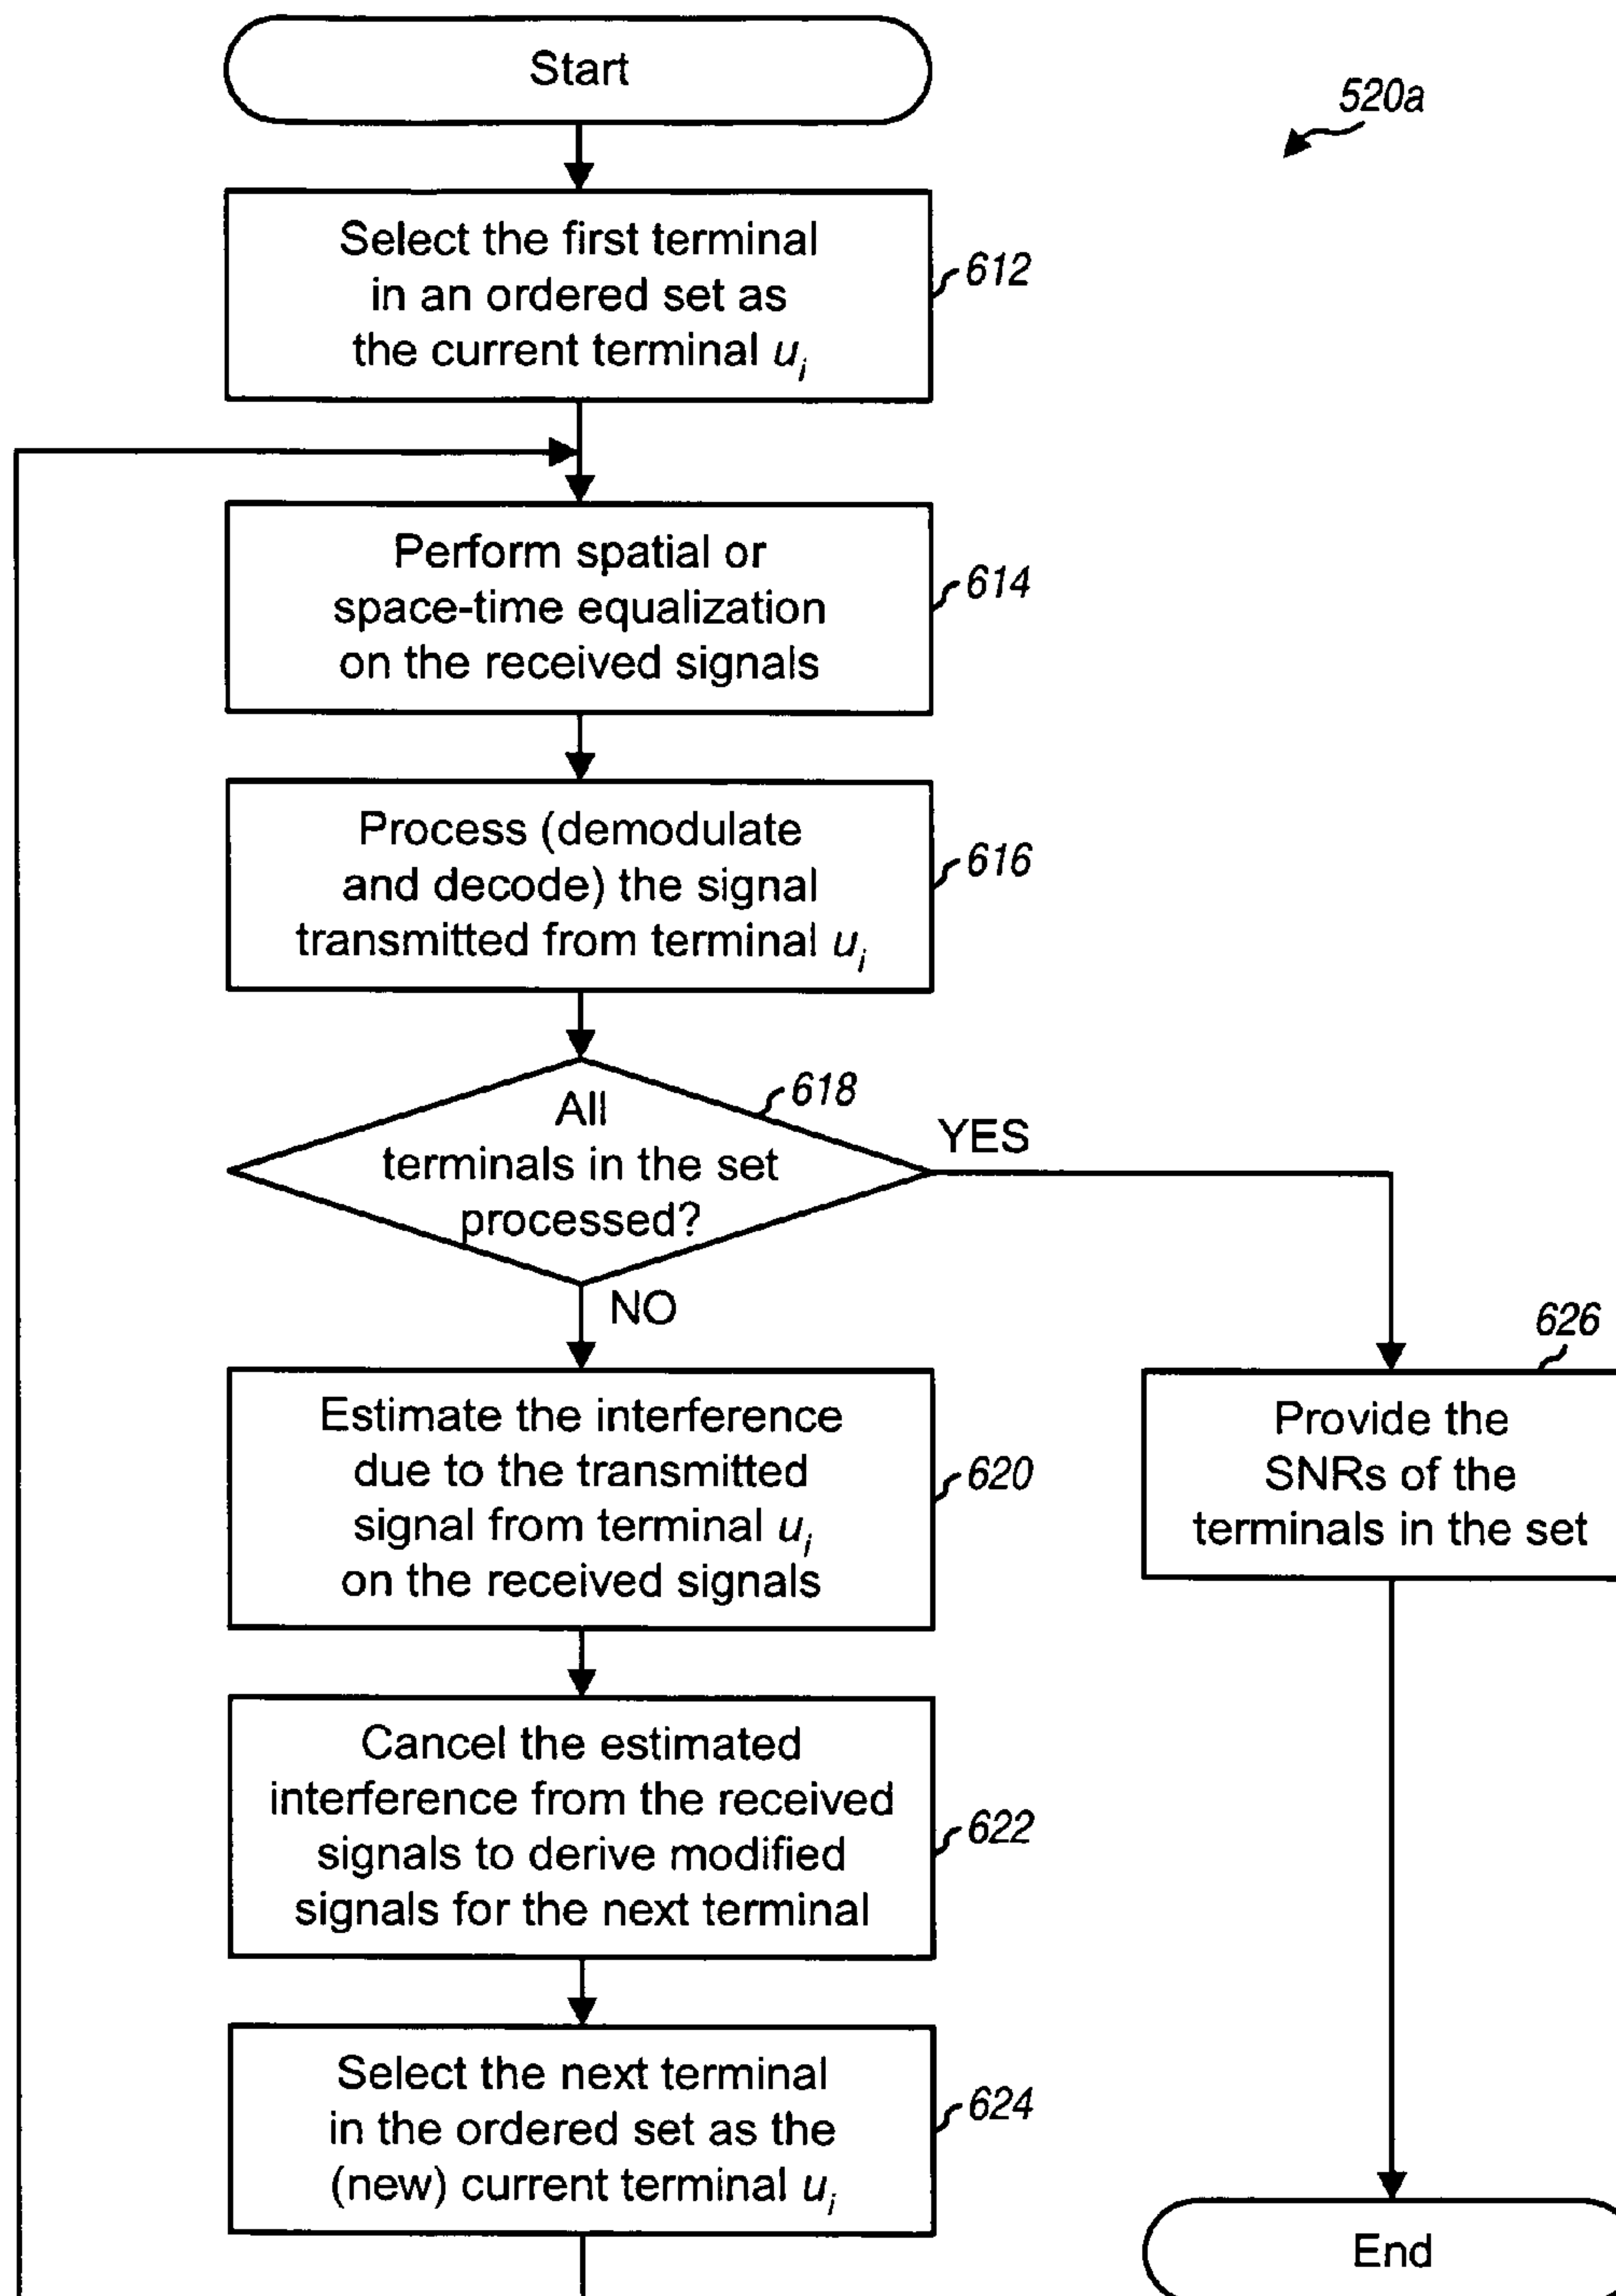 Start
520a
Select the first terminal
in an ordered set as
the current terminal u_i
612
Perform spatial or
space-time equalization
on the received signals
614
Process (demodulate
and decode) the signal
transmitted from terminal u_i
616
All
terminals in the set
processed?
618
YES
NO
Estimate the interference
due to the transmitted
signal from terminal u_i
on the received signals
620
626
Provide the
SNRs of the
terminals in the set
Cancel the estimated
interference from the received
signals to derive modified
signals for the next terminal
622
Select the next terminal
in the ordered set as the
(new) current terminal u_i
624
End